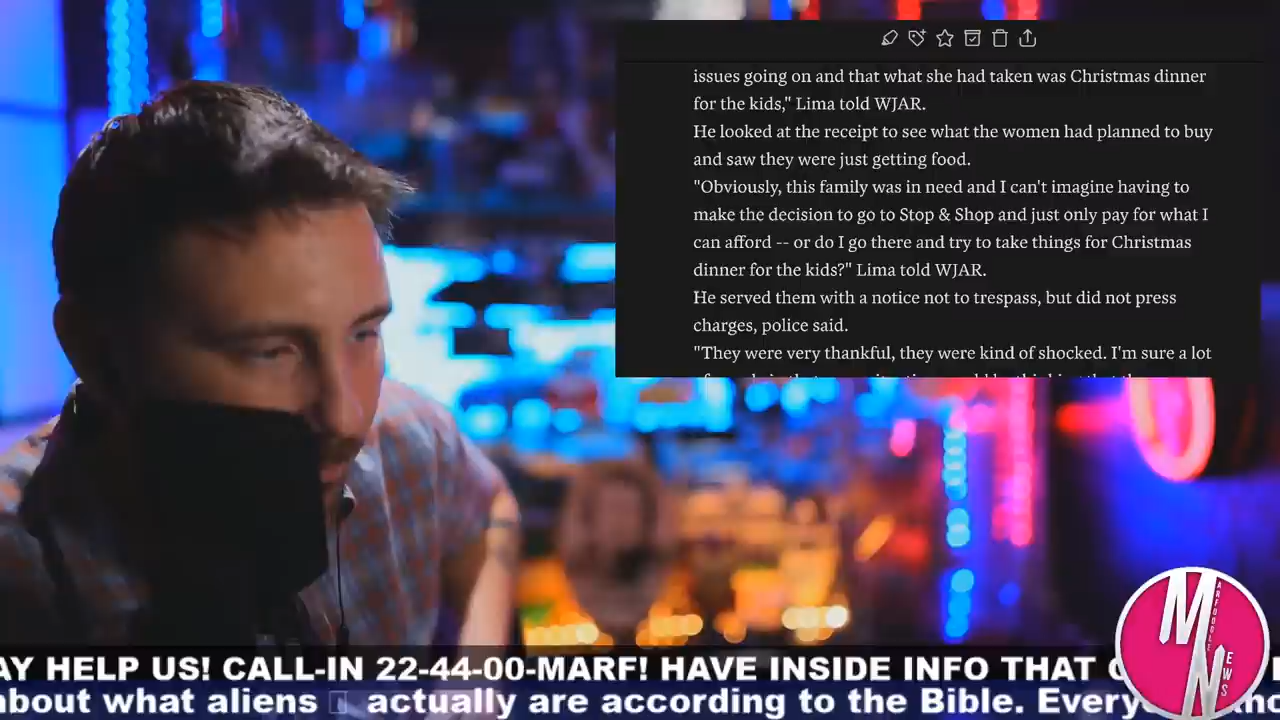 issues going on and that what she had taken was Christmas dinner
for the kids," Lima told WJAR.
He looked at the receipt to see what the women had planned to buy
and saw they were just getting food.
"Obviously, this family was in need and I can't imagine having to
make the decision to go to Stop & Shop and just only pay for what I
can afford -- or do I go there and try to take things for Christmas
dinner for the kids?" Lima told WJAR.
He served them with a notice not to trespass, but did not press
charges, police said.
"They were very thankful, they were kind of shocked. I'm sure a lot
AY HELP US! CALL-IN 22-44-00-MARF! HAVE INSIDE INFO THAT
about what aliens actually are according to the Bible.
MARFOOGLE
NEWS